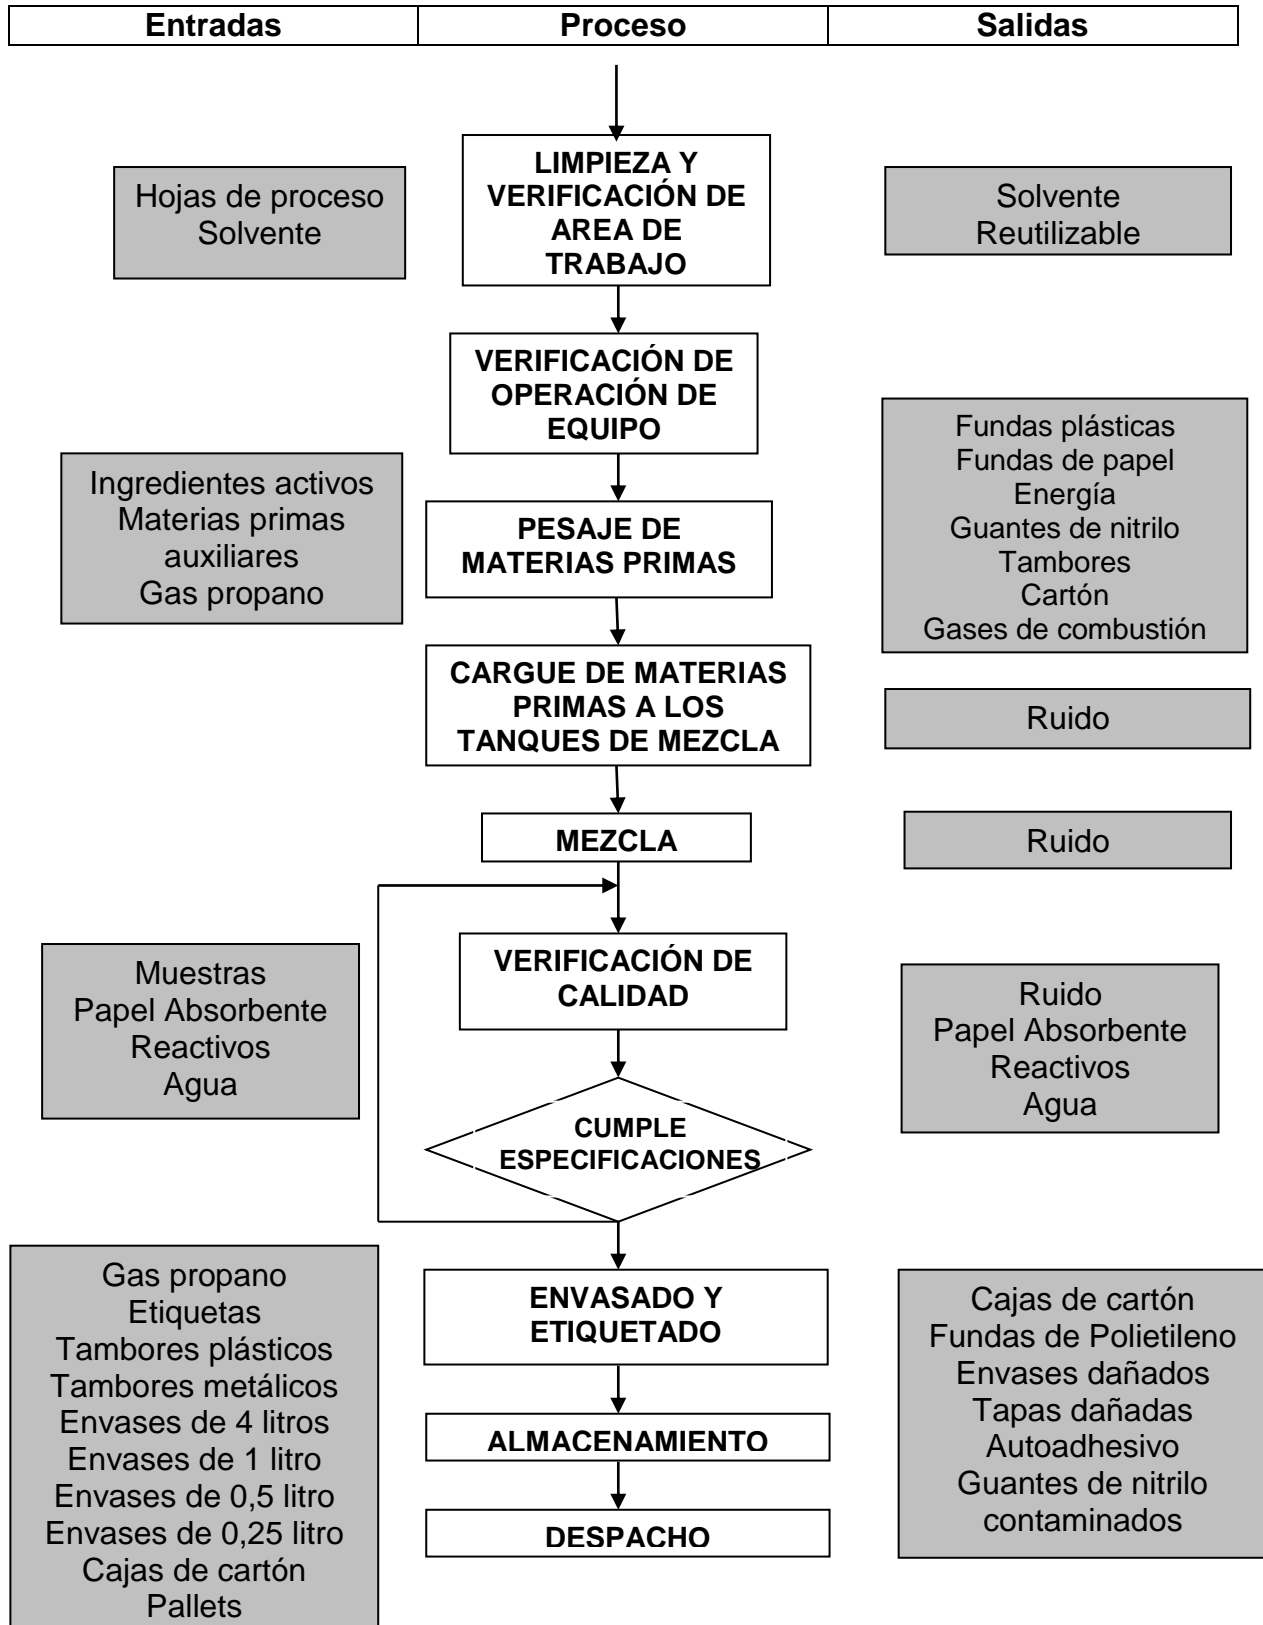 Entradas
Proceso
Salidas
LIMPIEZA Y
VERIFICACIÓN DE
AREA DE
TRABAJO
Hojas de proceso
Solvente
Solvente
Reutilizable
VERIFICACIÓN DE
OPERACIÓN DE
EQUIPO
Ingredientes activos
Materias primas
auxiliares
Gas propano
PESAJE DE
MATERIAS PRIMAS
Fundas plásticas
Fundas de papel
Energía
Guantes de nitrilo
Tambores
Cartón
Gases de combustión
CARGUE DE MATERIAS
PRIMAS A LOS
TANQUES DE MEZCLA
Ruido
MEZCLA
Ruido
Muestras
Papel Absorbente
Reactivos
Agua
VERIFICACIÓN DE
CALIDAD
Ruido
Papel Absorbente
Reactivos
Agua
CUMPLE
ESPECIFICACIONES
Gas propano
Etiquetas
Tambores plásticos
Tambores metálicos
Envases de 4 litros
Envases de 1 litro
Envases de 0,5 litro
Envases de 0,25 litro
Cajas de cartón
Pallets
ENVASADO Y
ETIQUETADO
ALMACENAMIENTO
DESPACHO
Cajas de cartón
Fundas de Polietileno
Envases dañados
Tapas dañadas
Autoadhesivo
Guantes de nitrilo
contaminados